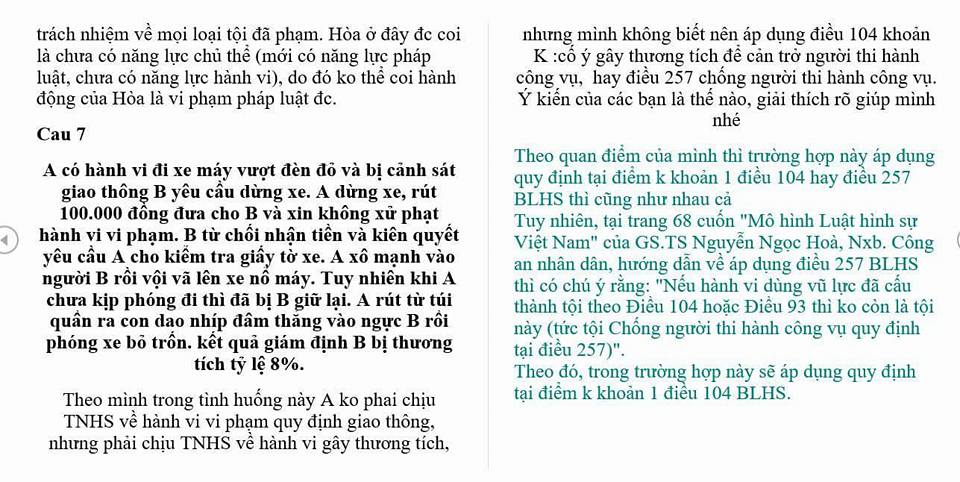 trách nhiệm về mọi loại tội đã phạm. Hòa ở đây đc coi
là chưa có năng lực chủ thể (mới có năng lực pháp
luật, chưa có năng lực hành vi), do đó ko thể coi hành
động của Hòa là vi phạm pháp luật đc.
Cau 7
A có hành vi đi xe máy vượt đèn đỏ và bị cảnh sát
giao thông B yêu cầu dừng xe. A dừng xe, rút
100.000 đồng đưa cho B và xin không xử phạt
hành vi vi phạm. B từ chối nhận tiền và kiên quyết
yêu cầu A cho kiểm tra giấy tờ xe. A xô mạnh vào
người B rồi vội vã lên xe nổ máy. Tuy nhiên khi A
chưa kịp phóng đi thì đã bị B giữ lại. A rút từ túi
quần ra con dao nhíp đâm thẳng vào ngực B rồi
phóng xe bỏ trốn. kết quả giám định B bị thương
tích tỷ lệ 8%.
Theo mình trong tình huống này A ko phai chịu
TNHS về hành vi vi phạm quy định giao thông,
nhưng phải chịu TNHS về hành vi gây thương tích,
nhưng mình không biết nên áp dụng điều 104 khoản
K :cố ý gây thương tích để cản trở người thi hành
công vụ, hay điều 257 chống người thi hành công vụ.
Ý kiến của các bạn là thế nào, giải thích rõ giúp mình
nhé
Theo quan điểm của mình thì trường hợp này áp dụng
quy định tại điểm k khoản 1 điều 104 hay điều 257
BLHS thì cũng như nhau cả
Tuy nhiên, tại trang 68 cuốn "Mô hình Luật hình sự
Việt Nam" của GS.TS Nguyễn Ngọc Hoà, Nxb. Công
an nhân dân, hướng dẫn về áp dụng điều 257 BLHS
thì có chú ý rằng: "Nếu hành vi dùng vũ lực đã cấu
thành tội theo Điều 104 hoặc Điều 93 thì ko còn là tội
này (tức tội Chống người thi hành công vụ quy định
tại điều 257)".
Theo đó, trong trường hợp này sẽ áp dụng quy định
tại điểm k khoản 1 điều 104 BLHS.